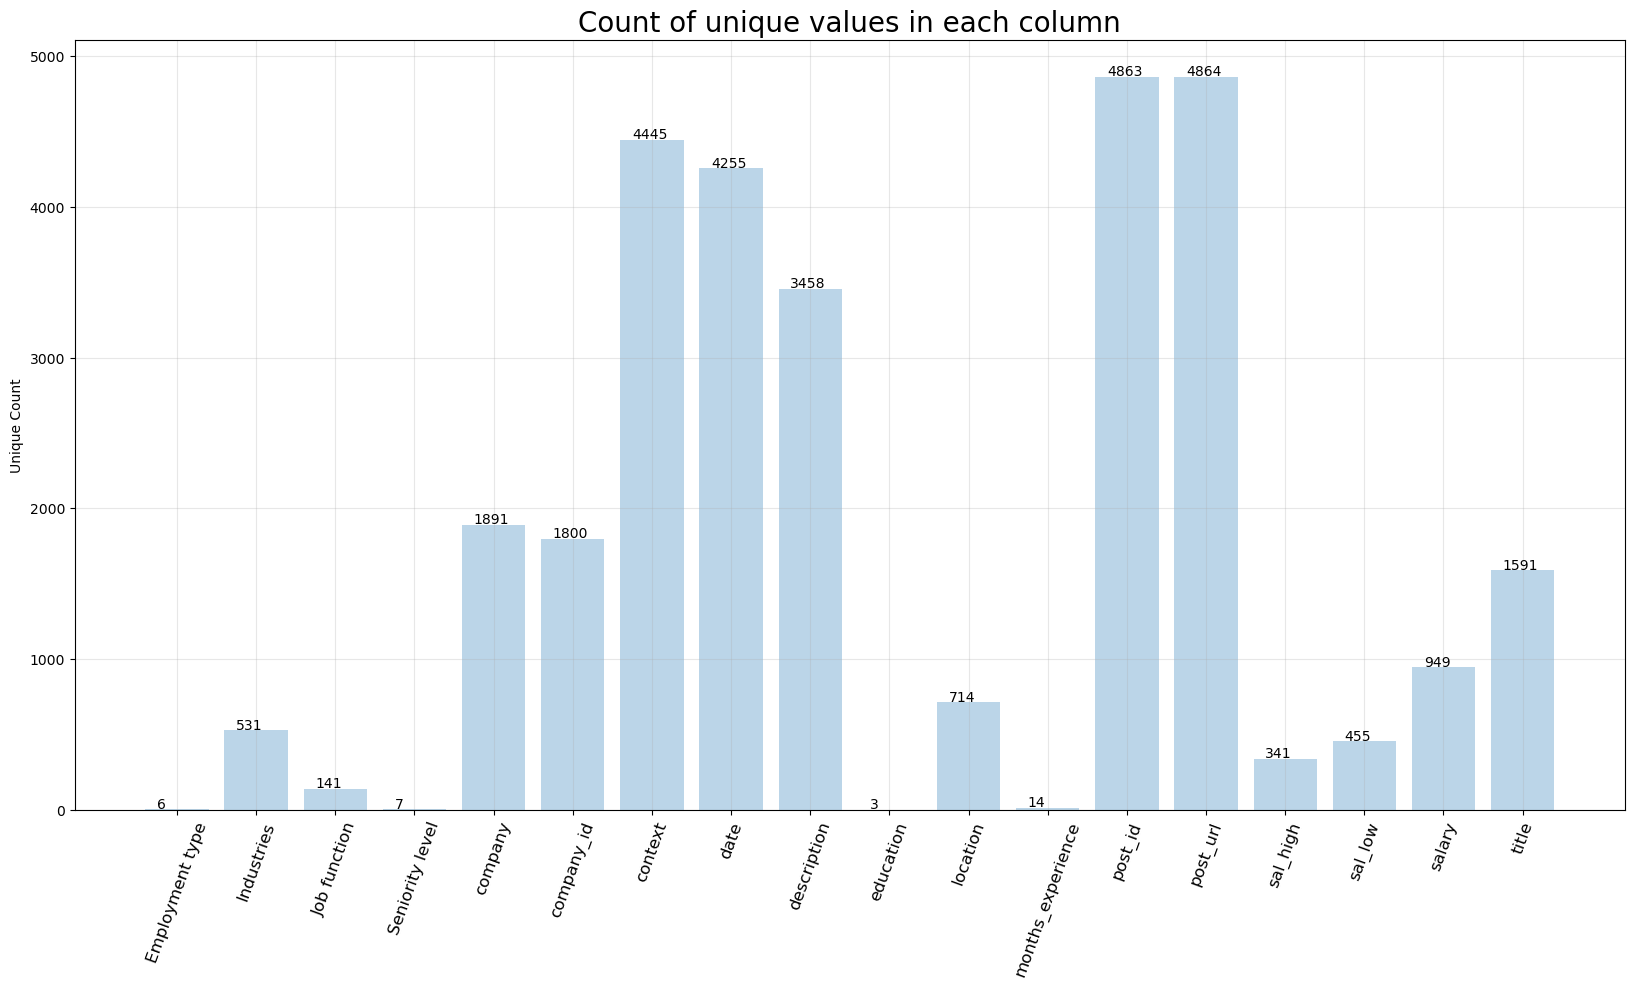 Count of unique values in each column
Unique Count
5000
4000
3000
2000
1000
0
6
531
141
7
1891
1800
4445
4255
3458
3
714
14
4863
4864
341
455
949
1591
Employment type
Industries
Job function
Seniority level
company
company_id
context
date
description
education
location
months_experience
post_id
post_url
sal_high
sal_low
salary
title